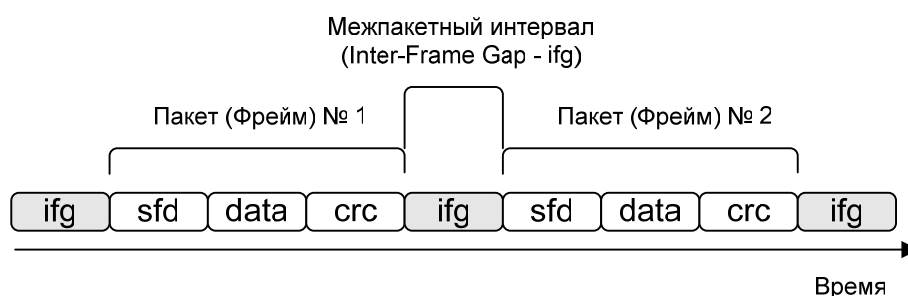 Межпакетный интервал
(Inter-Frame Gap - ifg)
Пакет (Фрейм) № 1
Пакет (Фрейм) № 2
ifg sfd data crc ifg sfd data crc ifg
Время